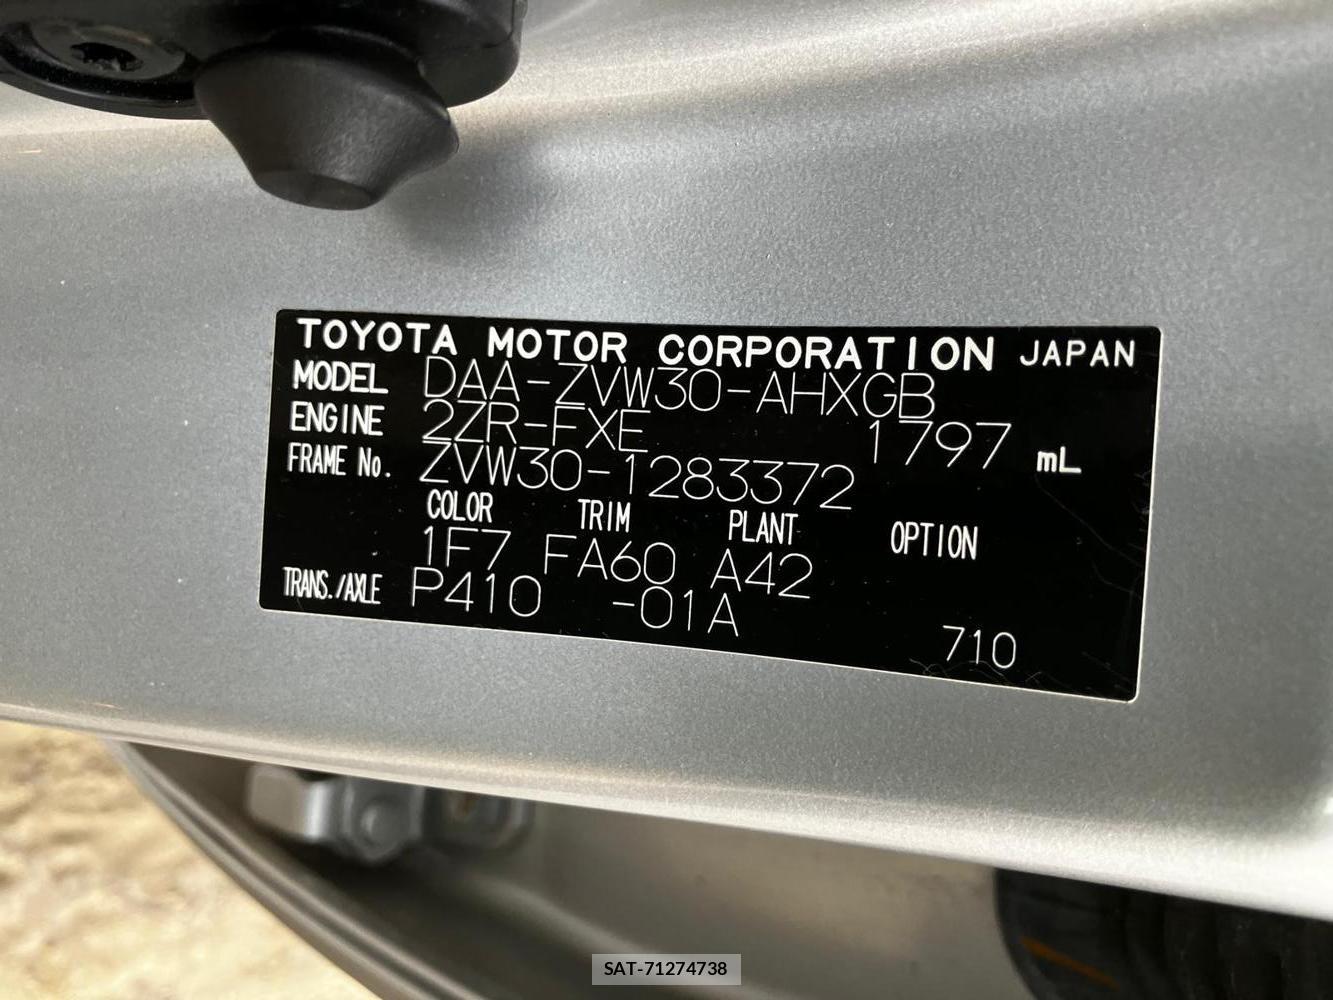 TOYOTA MOTOR CORPORATION JAPAN
MODEL DAA-ZVW30-AHXGB
ENGINE 2ZR-FXE 1797 mL
FRAME No. ZVW30-1283372
COLOR TRIM PLANT OPTION
1F7 FA60 A42
TRANS./AXLE P410 -01A
710
SAT-71274738